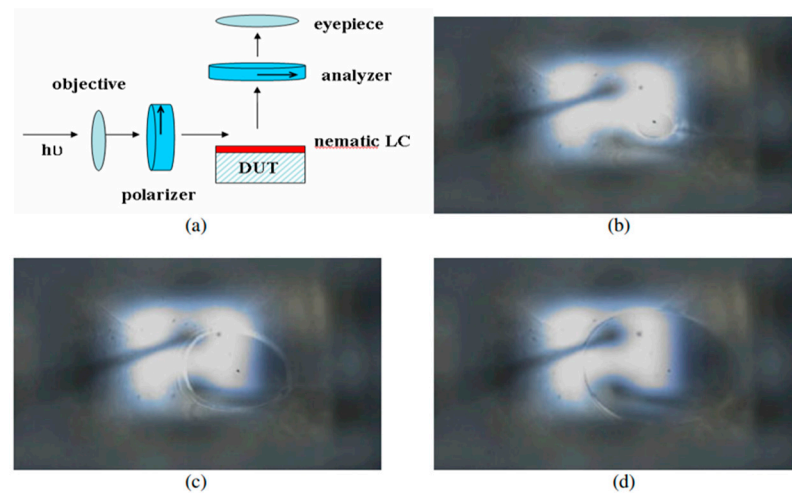 eyepiece
analyzer
objective
hυ
polarizer
nematic LC
DUT
(a)
(b)
(c)
(d)